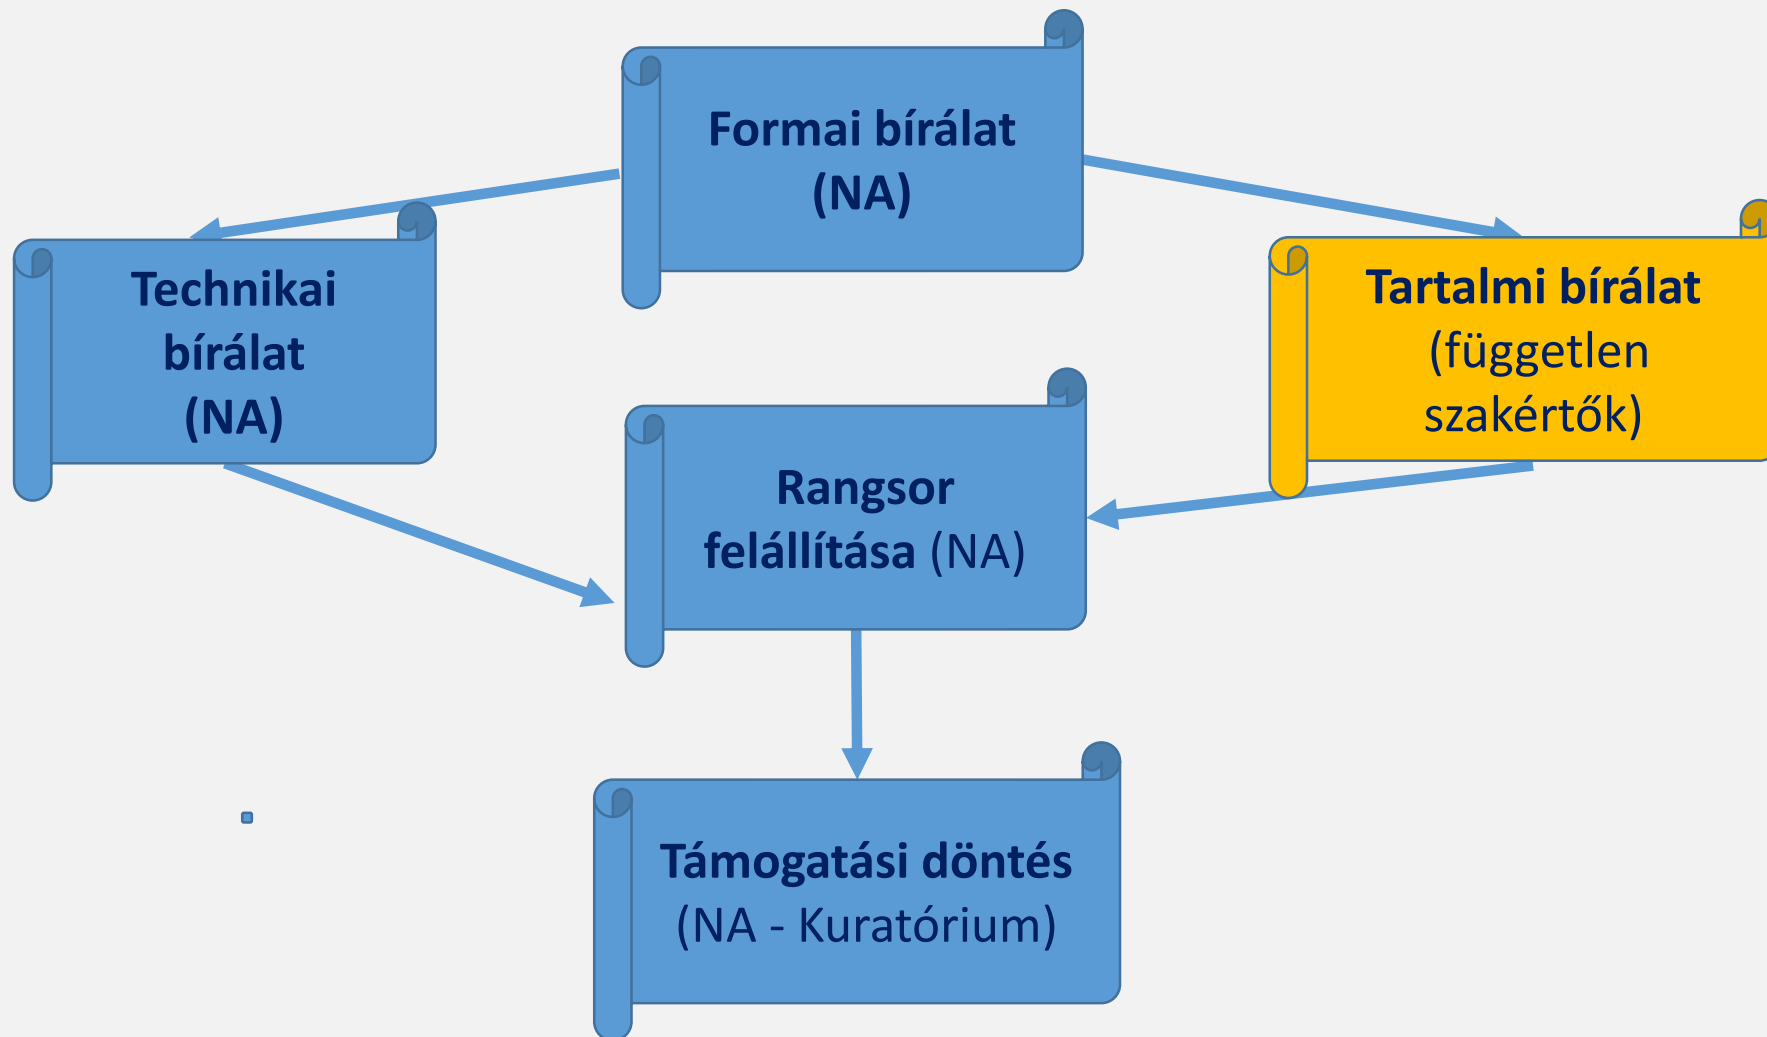 Formai bírálat
(NA)
Technikai
bírálat
(NA)
Tartalmi bírálat
(független
szakértők)
Rangsor
felállítása (NA)
Támogatási döntés
(NA - Kuratórium)